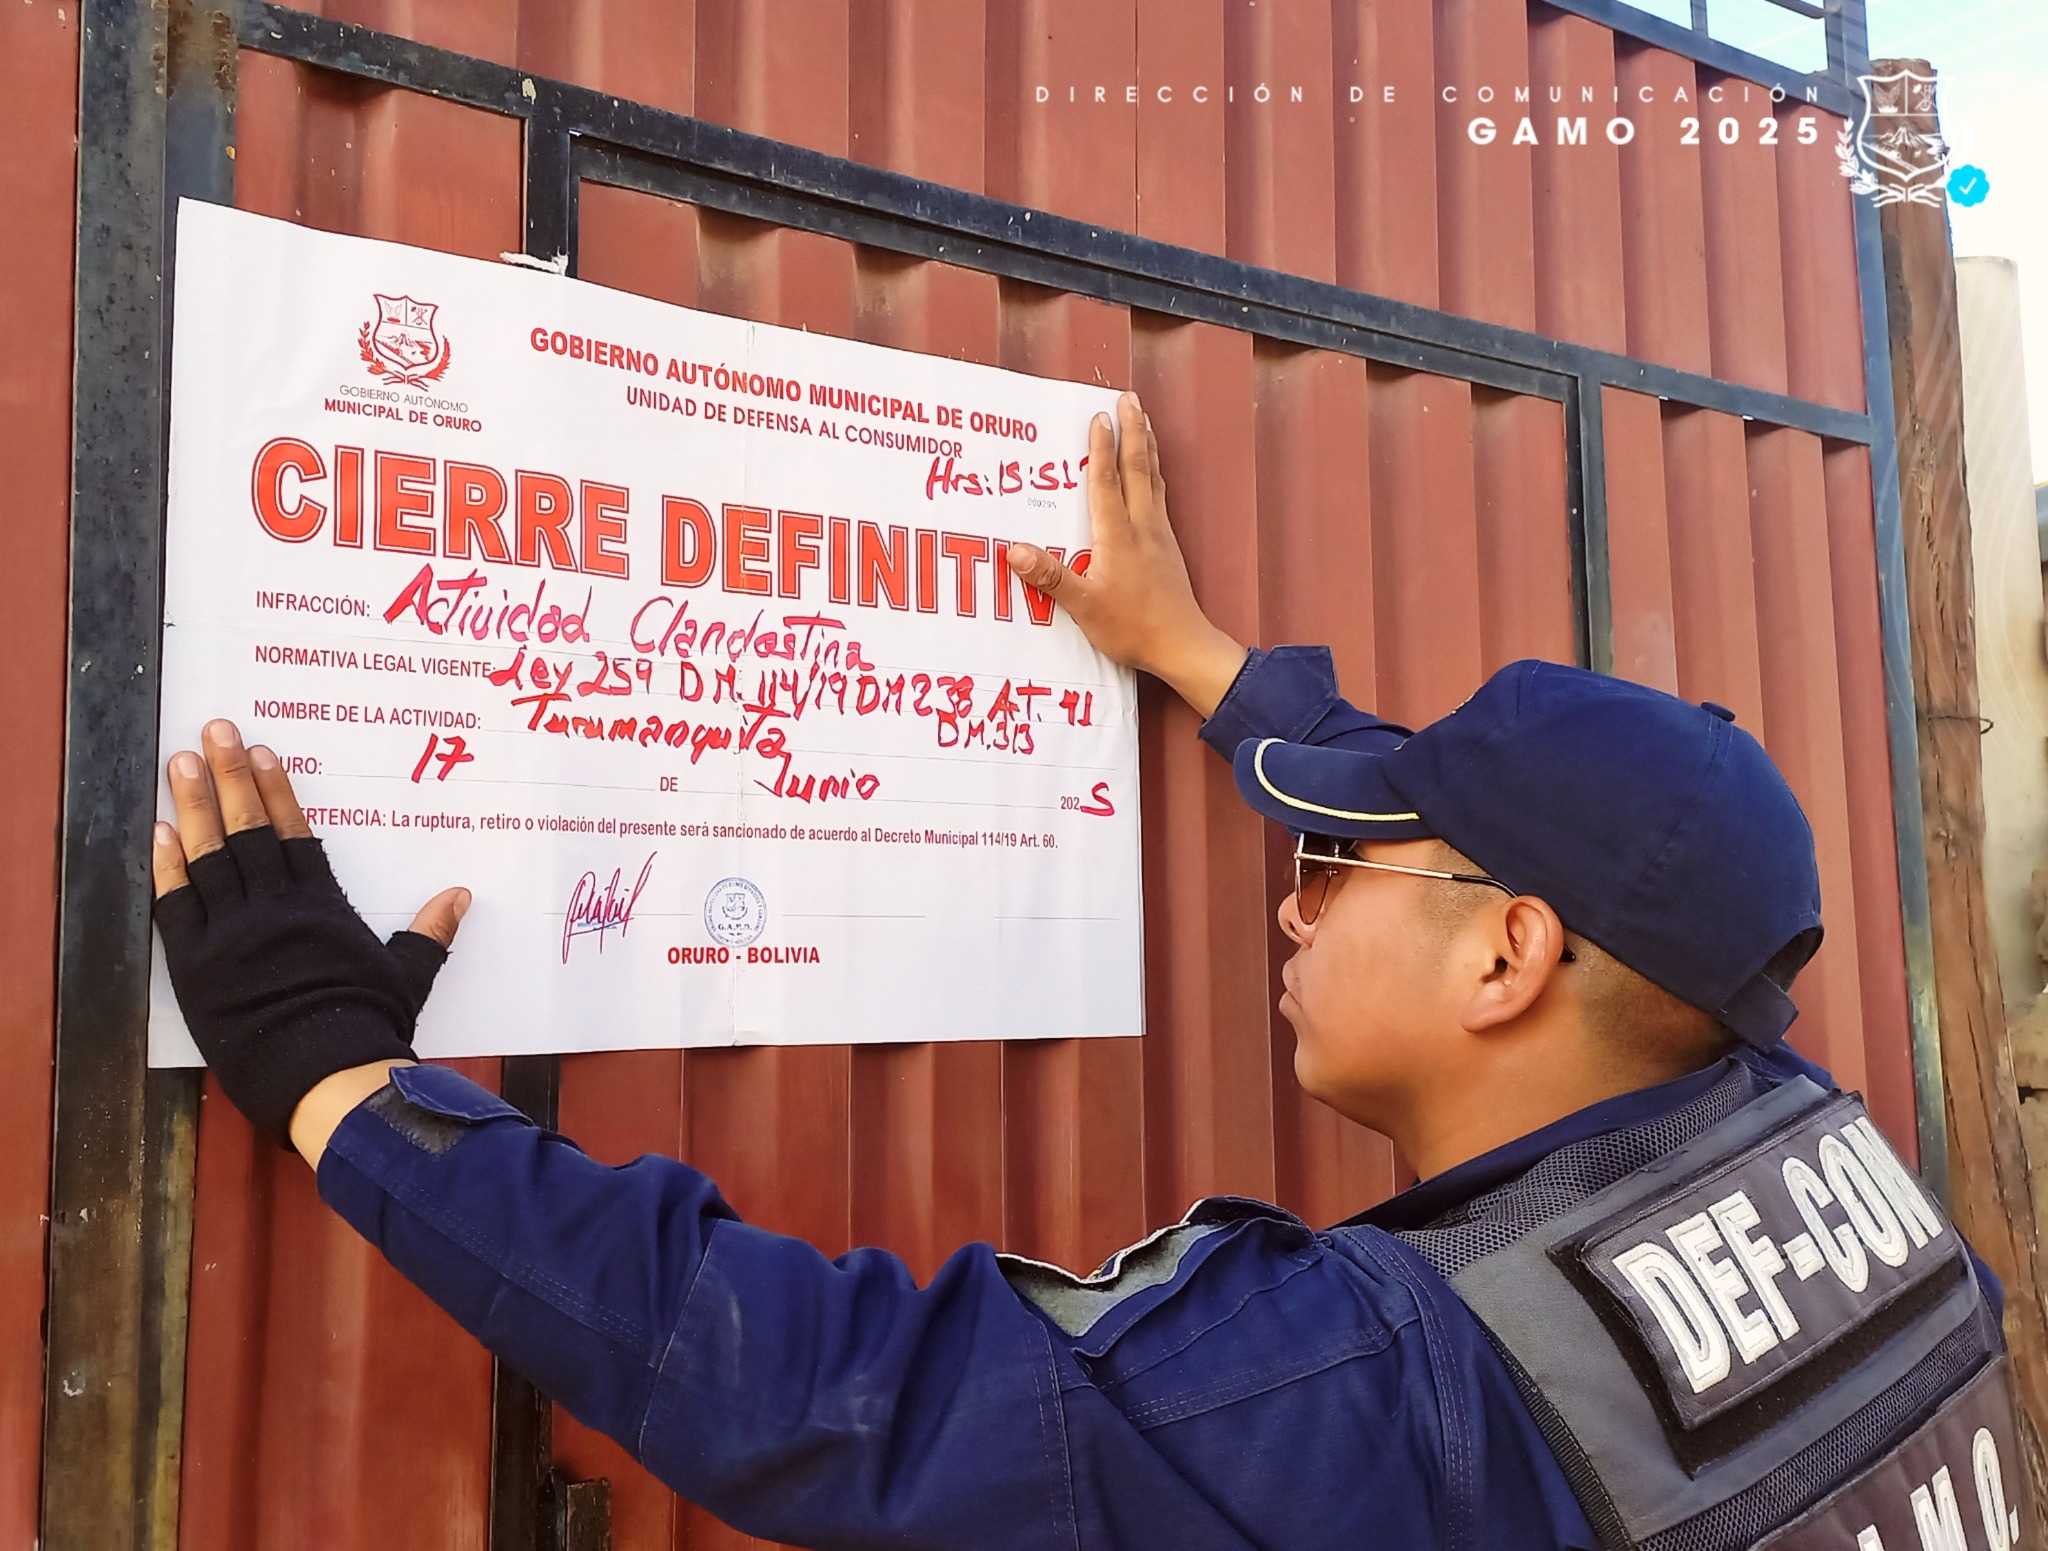 DIRECCIÓN DE COMUNICACIÓN
GAMO 2025
GOBIERNO AUTÓNOMO
MUNICIPAL DE ORURO
GOBIERNO AUTÓNOMO MUNICIPAL DE ORURO
UNIDAD DE DEFENSA AL CONSUMIDOR
Hrs: 15:51
CIERRE DEFINITIVO
INFRACCIÓN: Actividad Clandestina
NORMATIVA LEGAL VIGENTE: Ley 259 D.M. 114/19 DM 238 Art. 41
D.M. 313
NOMBRE DE LA ACTIVIDAD: Turumanquita
URO: 17 DE Junio 2025
ERTENCIA: La ruptura, retiro o violación del presente será sancionado de acuerdo al Decreto Municipal 114/19 Art. 60.
G.A.M.O.
ORURO - BOLIVIA
DEF-CON
.M.O.